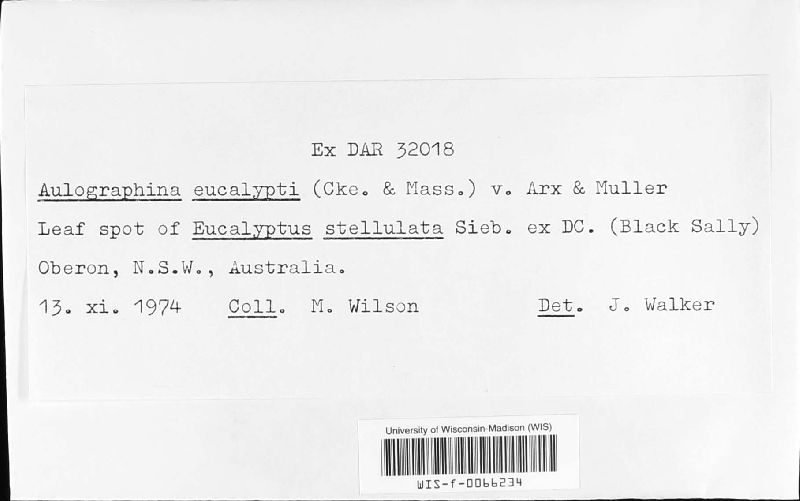 Ex DAR 32018
Aulographina eucalypti (Cke. & Mass.) v. Arx & Muller
Leaf spot of Eucalyptus stellulata Sieb. ex DC. (Black Sally)
Oberon, N.S.W., Australia.
13. xi. 1974 Coll. M. Wilson Det. J. Walker
University of Wisconsin-Madison (WIS)
WIS-f-0066234